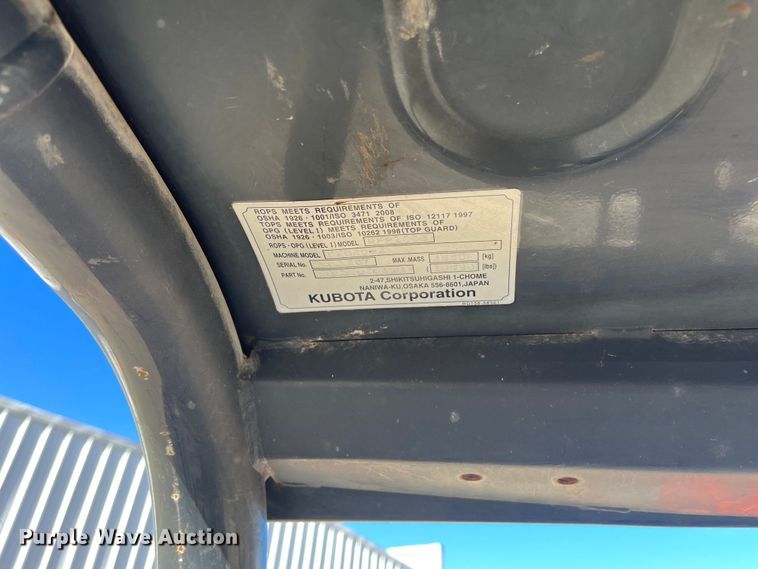 ROPS MEETS REQUIREMENTS OF
OSHA 1926 - 1001/ISO 3471 2008
TOPS MEETS REQUIREMENTS OF ISO 12117 1997
OPG (LEVEL I) MEETS REQUIREMENTS OF
OSHA 1926 - 1003/ISO 10262 1998(TOP GUARD)
ROPS - OPG (LEVEL I) MODEL
MACHINE MODEL
SERIAL No. MAX.MASS [kg]
PART No. [lbs]
2-47,SHIKITSUHIGASHI 1-CHOME
NANIWA-KU,OSAKA 556-8601,JAPAN
KUBOTA Corporation
Purple Wave Auction